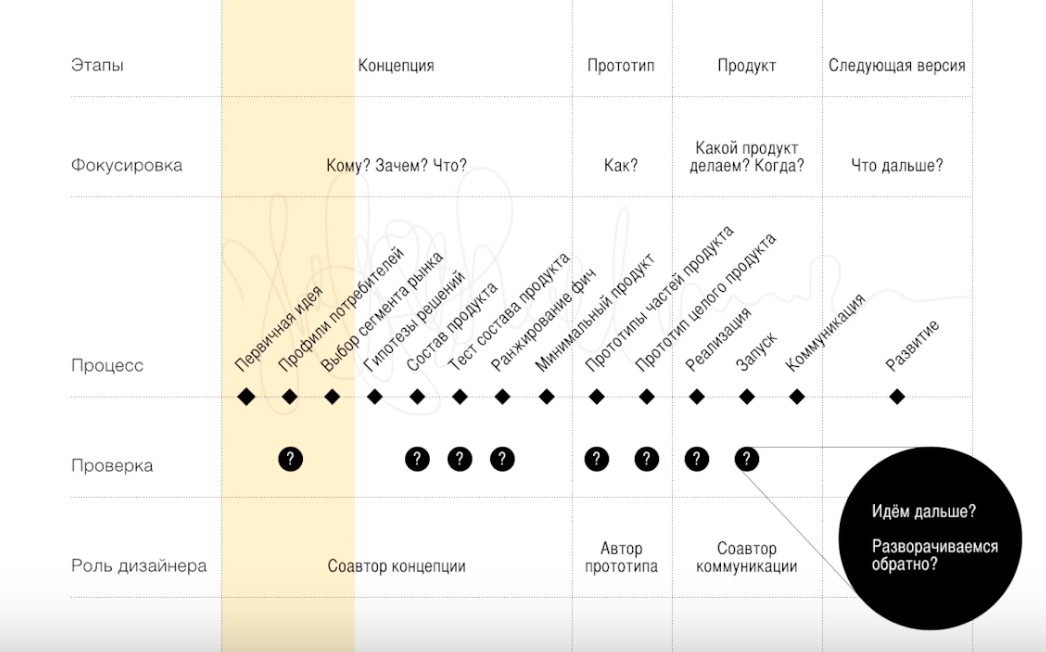 Этапы
Концепция
Прототип
Продукт
Следующая версия
Фокусировка
Кому? Зачем? Что?
Как?
Какой продукт
делаем? Когда?
Что дальше?
Процесс
Первичная идея
Профили потребителей
Выбор сегмента рынка
Гипотезы решений
Состав продукта
Тест состава продукта
Ранжирование фич
Минимальный продукт
Прототипы частей продукта
Прототип целого продукта
Реализация
Запуск
Коммуникация
Развитие
Проверка
?
?
?
?
?
?
?
?
Идём дальше?
Разворачиваемся
обратно?
Роль дизайнера
Соавтор концепции
Автор
прототипа
Соавтор
коммуникации